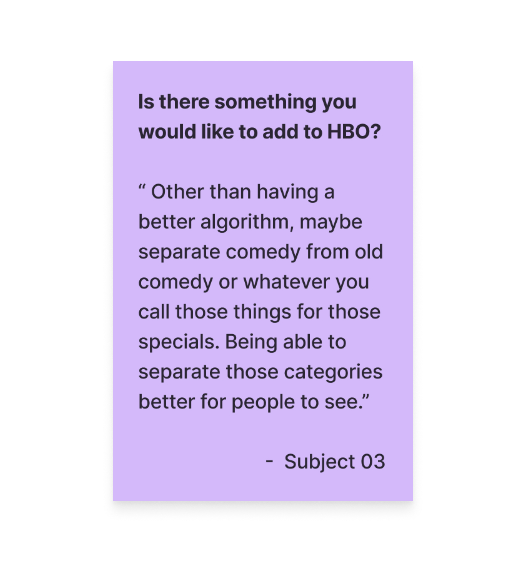 Is there something you
would like to add to HBO?
“ Other than having a
better algorithm, maybe
separate comedy from old
comedy or whatever you
call those things for those
specials. Being able to
separate those categories
better for people to see.”
- Subject 03